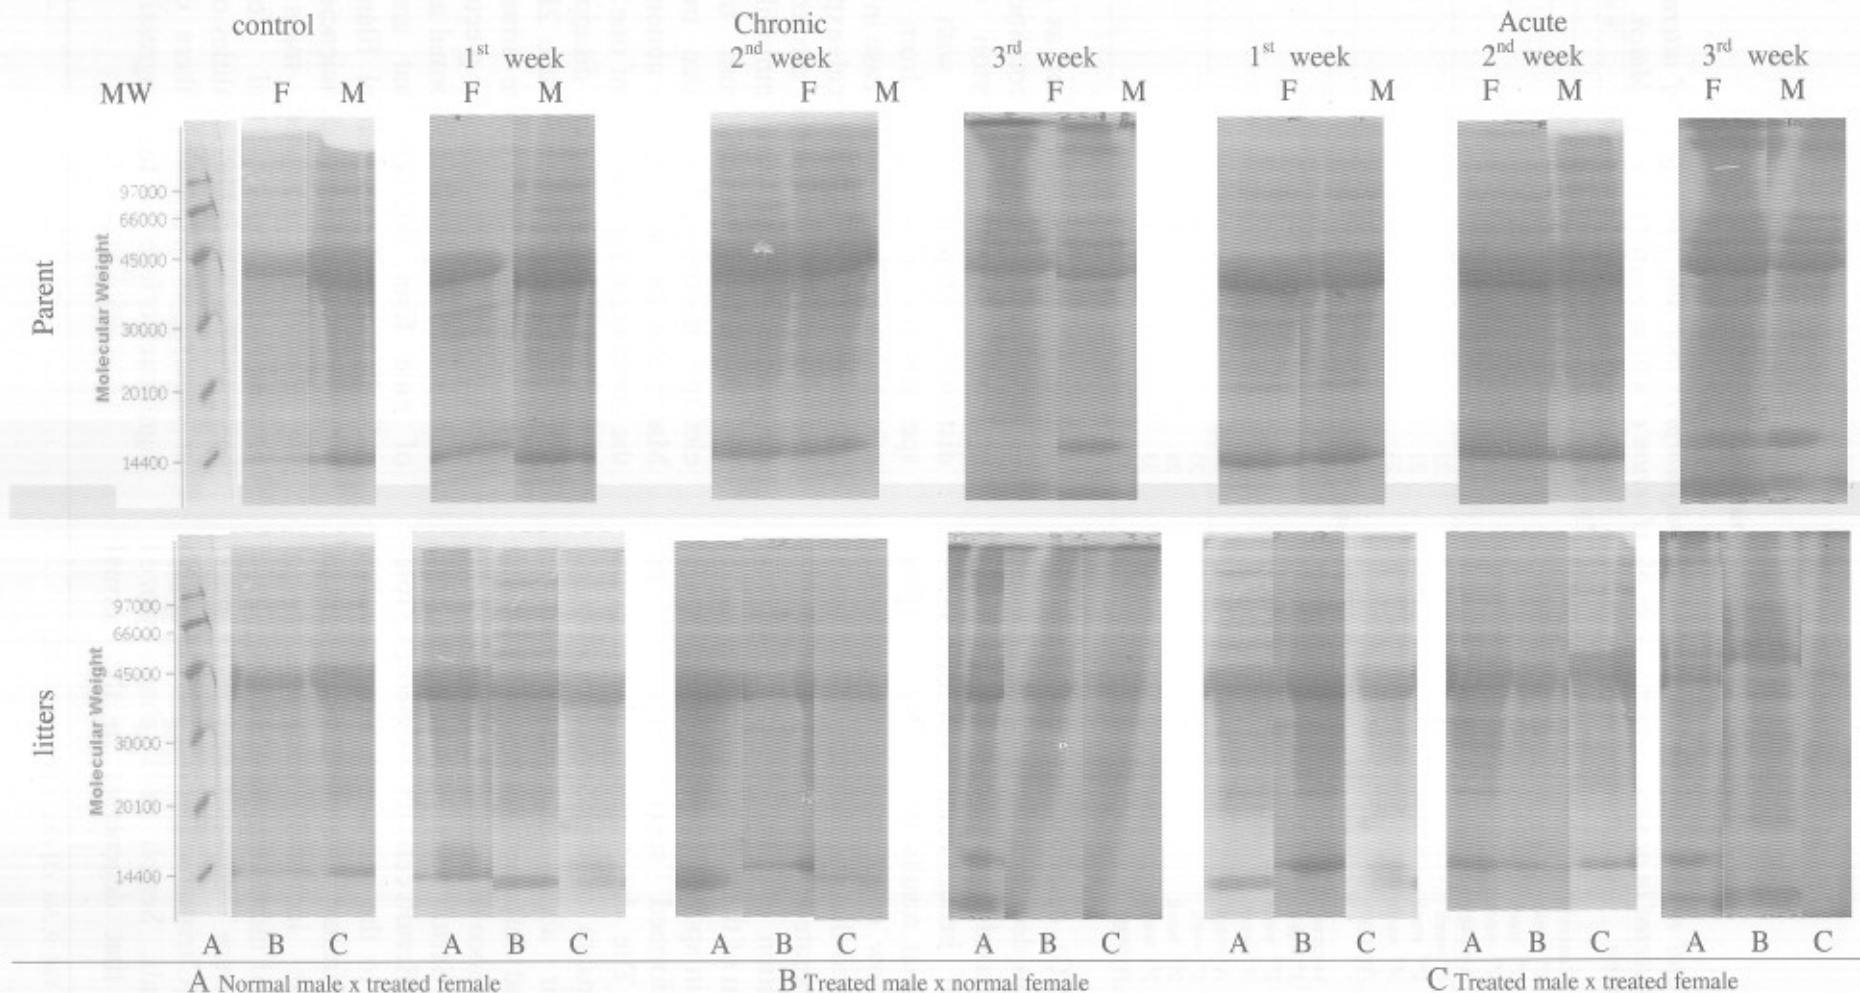 control Chronic Acute
1st week 2nd week 3rd week 1st week 2nd week 3rd week
MW F M F M F M F M F M F M F M
Parent
Molecular Weight
97000
66000
45000
30000
20100
14400
litters
Molecular Weight
97000
66000
45000
30000
20100
14400
A B C A B C A B C A B C A B C A B C A B C
A Normal male x treated female B Treated male x normal female C Treated male x treated female